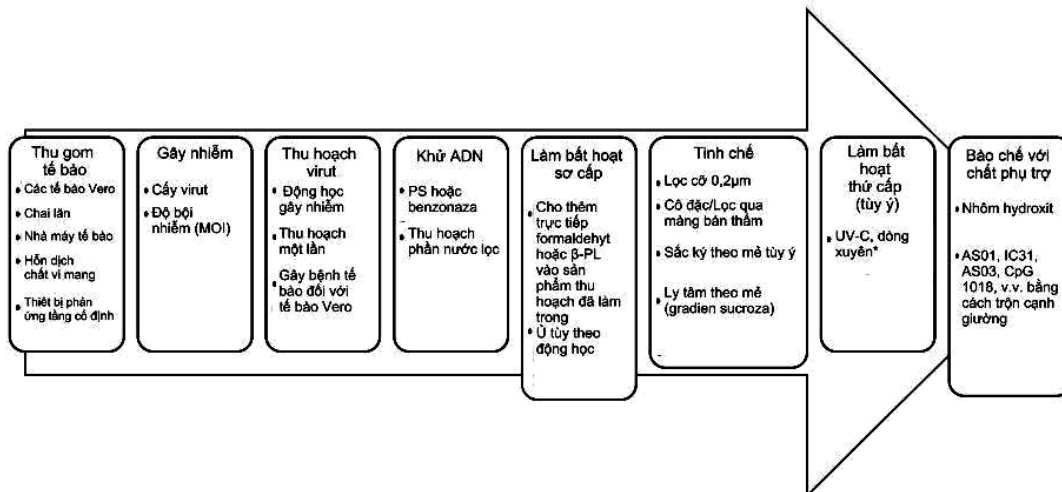 Thu gom
tế bào
• Các tế bào Vero
• Chai lăn
• Nhà máy tế bào
• Hỗn dịch
chất vi mang
• Thiết bị phản
ứng tầng cố định
Gây nhiễm
• Cấy virut
• Độ bội
nhiễm (MOI)
Thu hoạch
virut
• Động học
gây nhiễm
• Thu hoạch
một lần
• Gây bệnh tế
bào đối với
tế bào Vero
Khử ADN
• PS hoặc
benzonaza
• Thu hoạch
phần nước lọc
Làm bất hoạt
sơ cấp
• Cho thêm
trực tiếp
formaldehyt
hoặc β-PL
vào sản
phẩm thu
hoạch đã làm
trong
• Ủ tùy theo
động học
Tinh chế
• Lọc cỡ 0,2µm
• Cô đặc/Lọc qua
màng bán thấm
• Sắc ký theo mẻ tùy ý
• Ly tâm theo mẻ
(gradien sucroza)
Làm bất
hoạt
thứ cấp
(tùy ý)
• UV-C, dòng
xuyên*
Bào chế với
chất phụ trợ
• Nhôm hydroxit
• AS01, IC31,
AS03, CpG
1018, v.v. bằng
cách trộn cạnh
giường